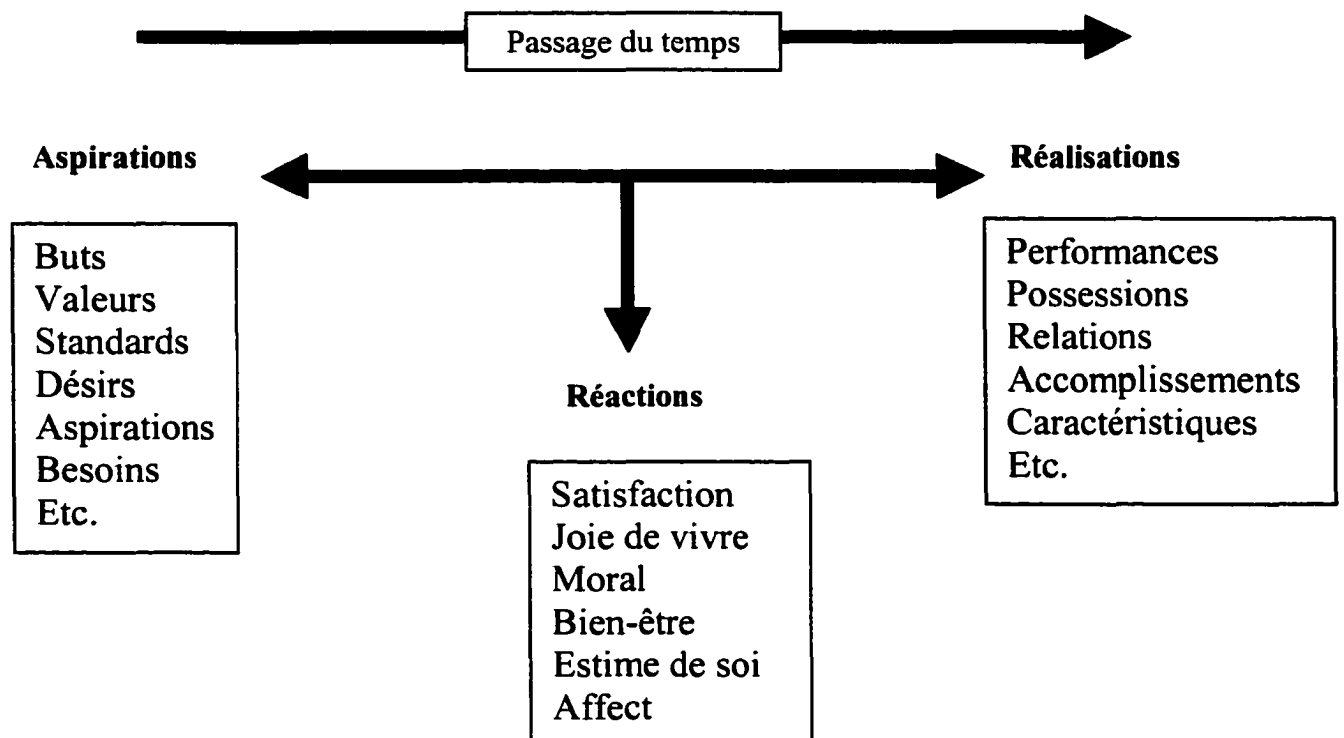 Passage du temps
Aspirations
Buts
Valeurs
Standards
Désirs
Aspirations
Besoins
Etc.
Réactions
Satisfaction
Joie de vivre
Moral
Bien-être
Estime de soi
Affect
Réalisations
Performances
Possessions
Relations
Accomplissements
Caractéristiques
Etc.